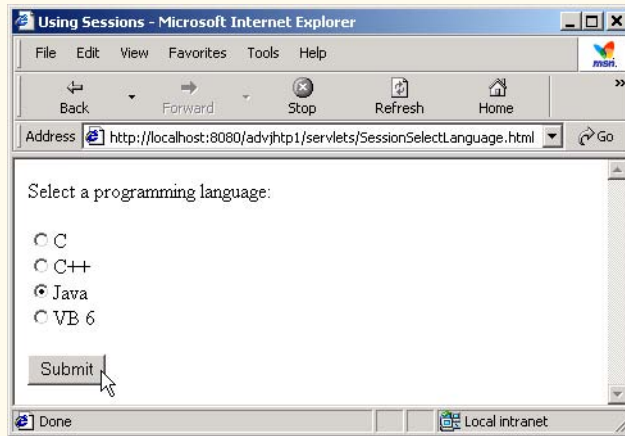 Using Sessions - Microsoft Internet Explorer
File Edit View Favorites Tools Help
msn.
Back Forward Stop Refresh Home »
Address http://localhost:8080/advjhtp1/servlets/SessionSelectLanguage.html Go
Select a programming language:
C
C++
Java
VB 6
Submit
Done Local intranet